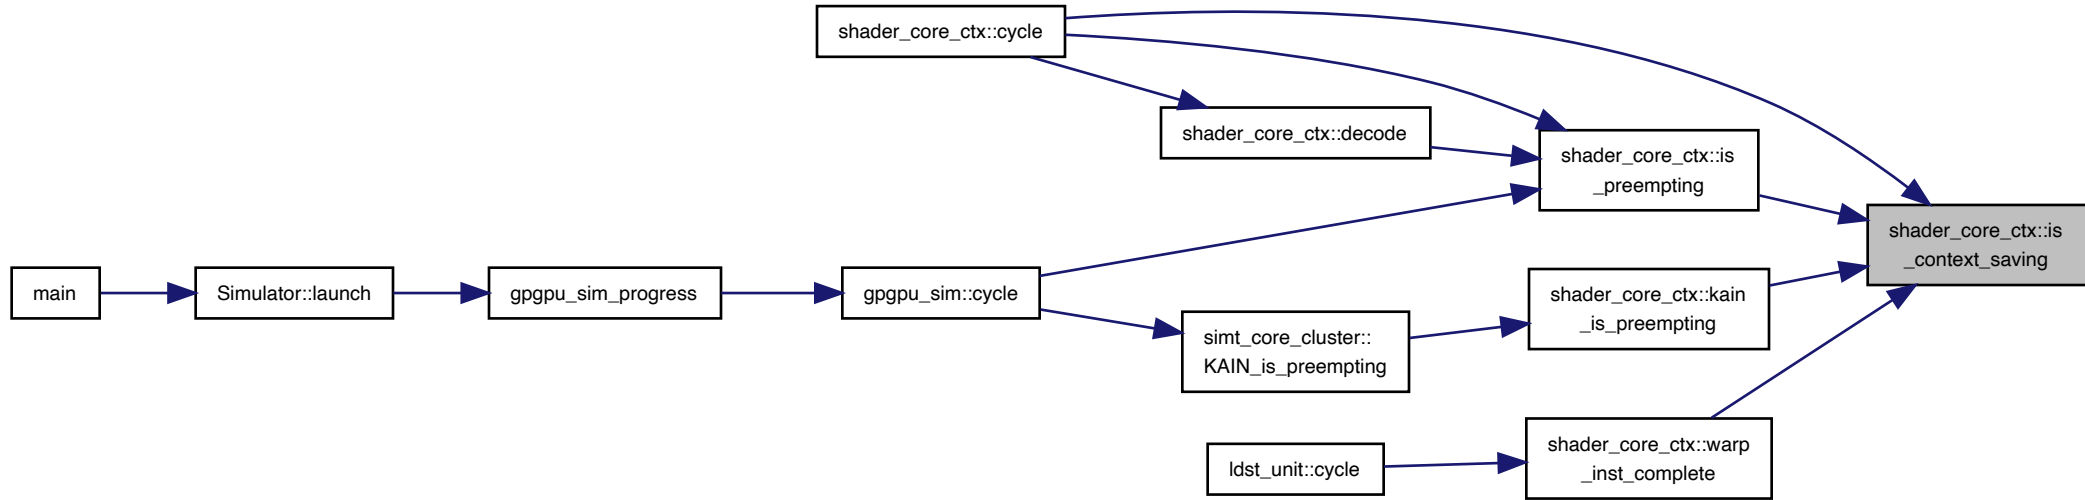 shader_core_ctx::cycle
shader_core_ctx::decode
shader_core_ctx::is
_preempting
shader_core_ctx::is
_context_saving
main
Simulator::launch
gpgpu_sim_progress
gpgpu_sim::cycle
shader_core_ctx::kain
_is_preempting
simt_core_cluster::
KAIN_is_preempting
shader_core_ctx::warp
_inst_complete
ldst_unit::cycle